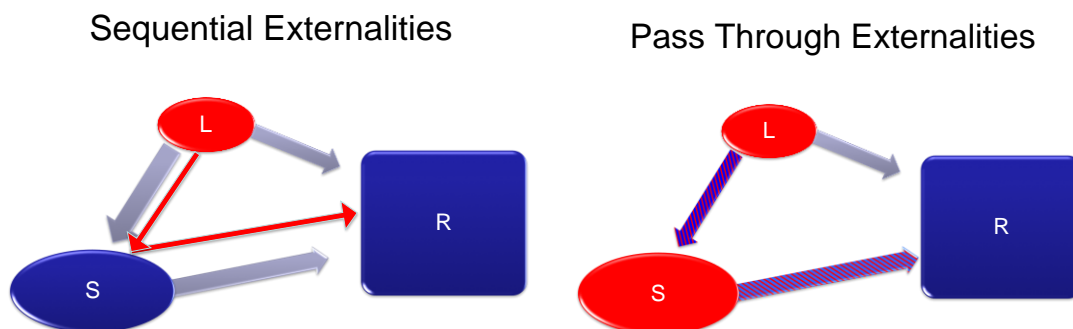 Sequential Externalities
Pass Through Externalities
L
R
S
L
R
S